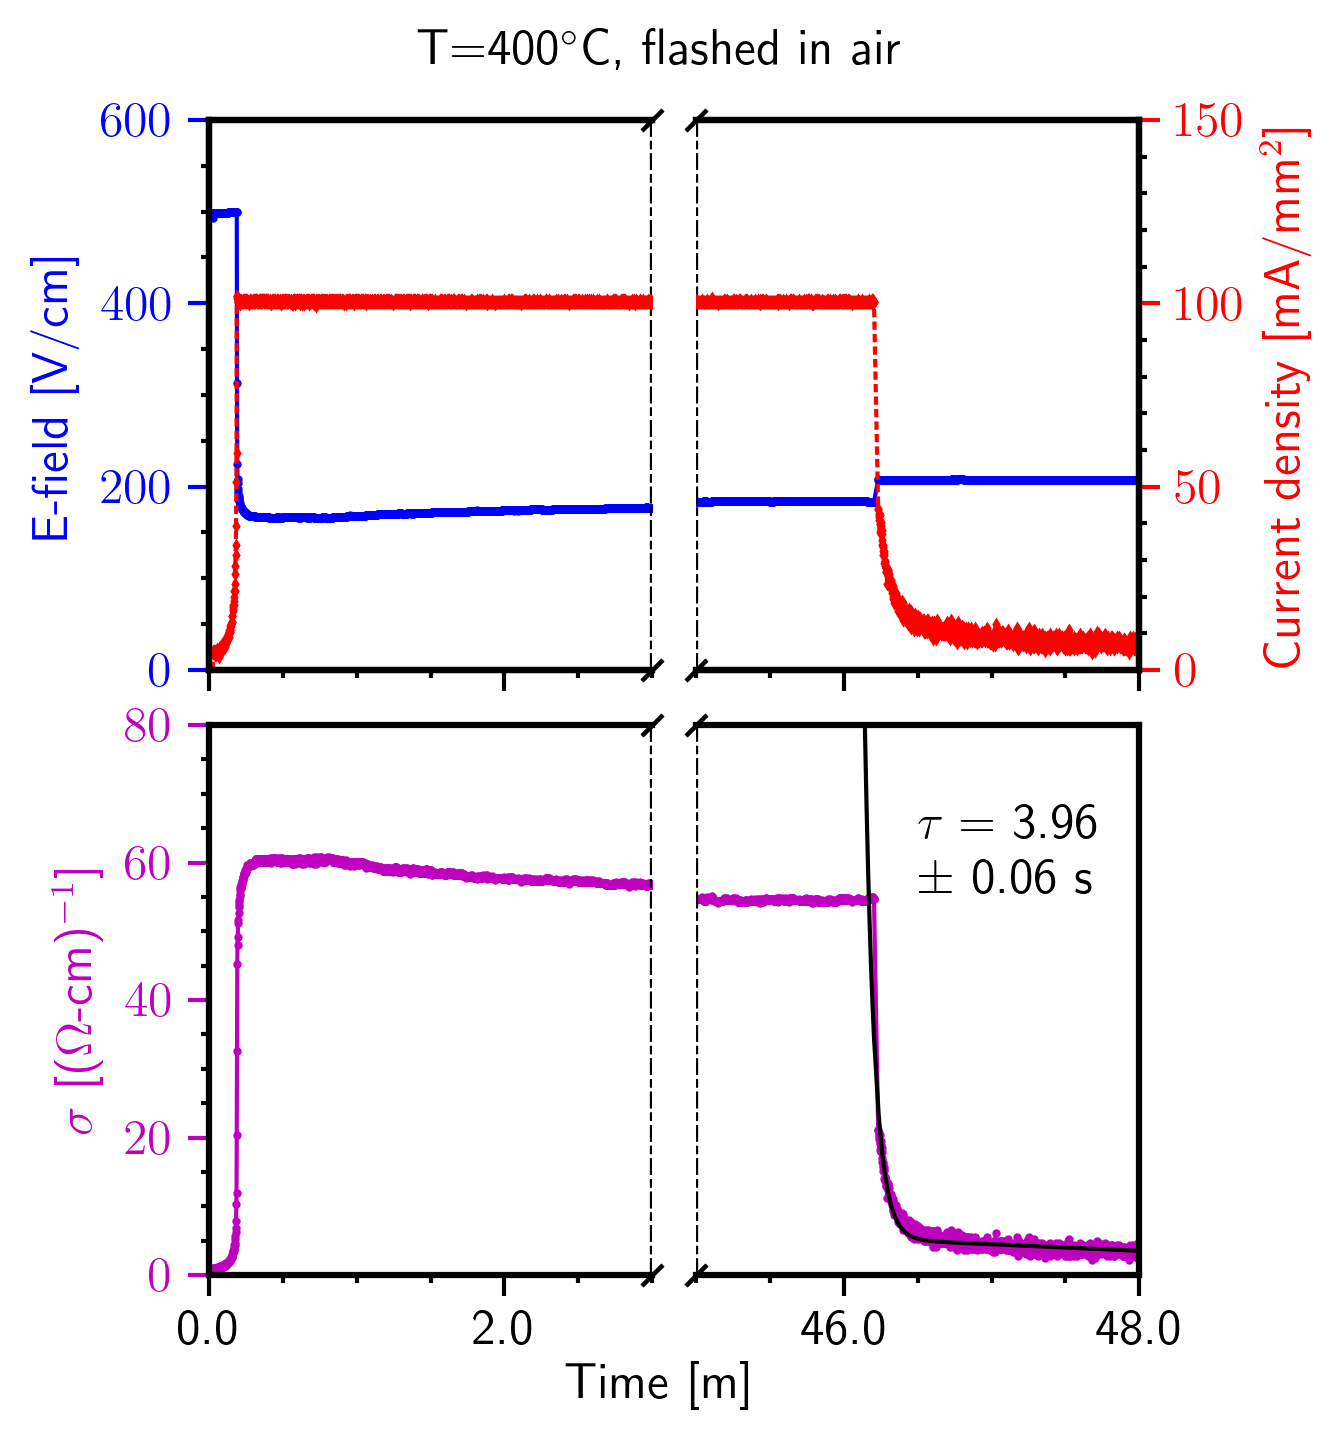 T=400°C, flashed in air
600
400
200
0
E-field [V/cm]
150
100
50
0
Current density [mA/mm²]
80
60
40
20
0
σ [(Ω-cm)⁻¹]
τ = 3.96
± 0.06 s
0.0 2.0 46.0 48.0
Time [m]